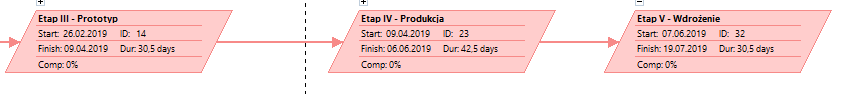 Etap III - Prototyp
Start: 26.02.2019 ID: 14
Finish: 09.04.2019 Dur: 30,5 days
Comp: 0%
Etap IV - Produkcja
Start: 09.04.2019 ID: 23
Finish: 06.06.2019 Dur: 42,5 days
Comp: 0%
Etap V - Wdrożenie
Start: 07.06.2019 ID: 32
Finish: 19.07.2019 Dur: 30,5 days
Comp: 0%